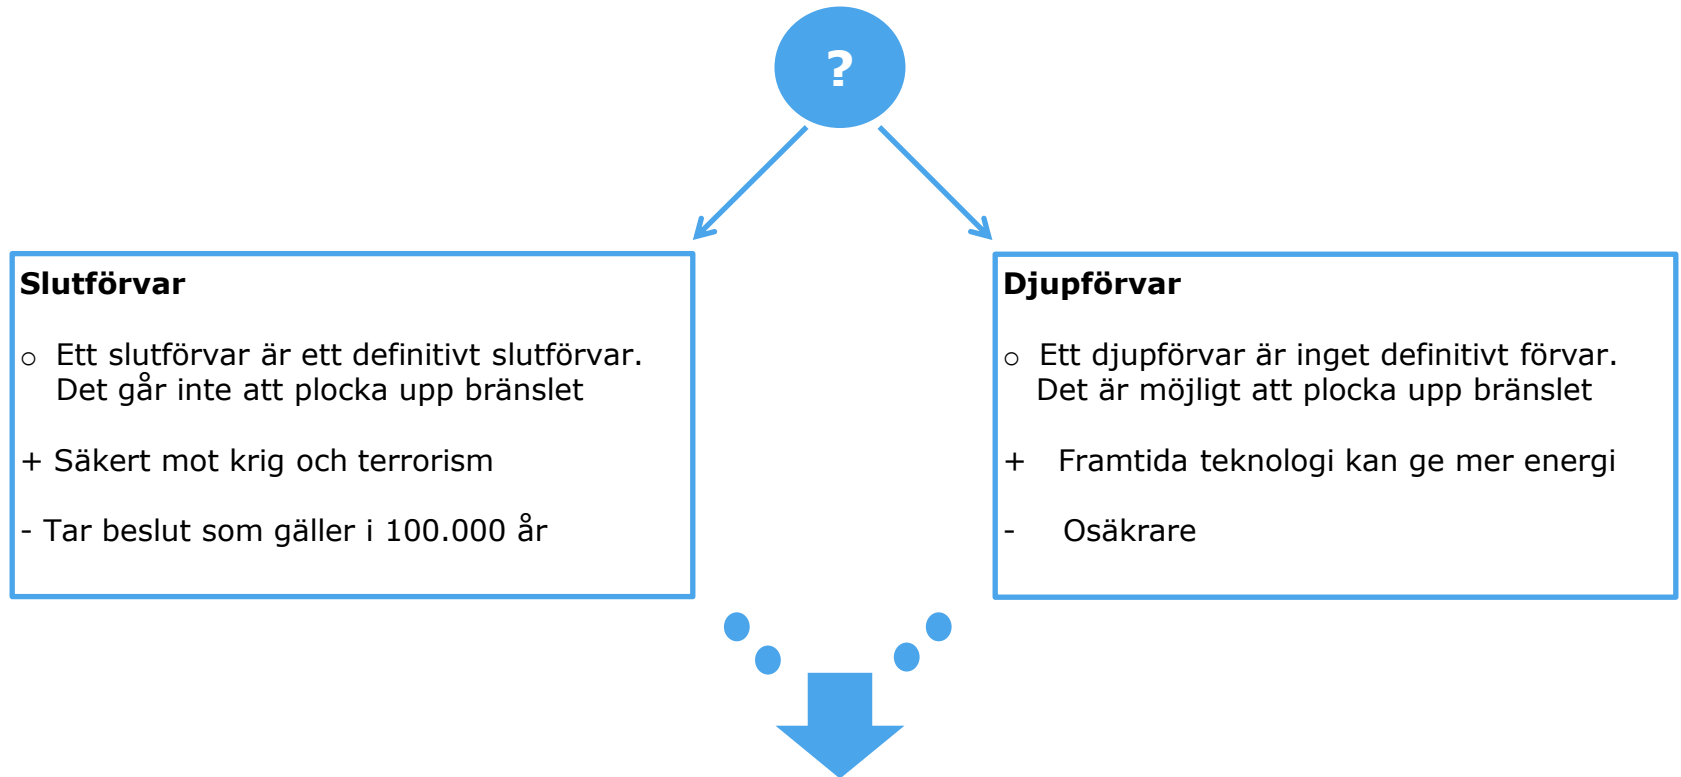 ?
Slutförvar
o Ett slutförvar är ett definitivt slutförvar.
Det går inte att plocka upp bränslet
+ Säkert mot krig och terrorism
- Tar beslut som gäller i 100.000 år
Djupförvar
o Ett djupförvar är inget definitivt förvar.
Det är möjligt att plocka upp bränslet
+ Framtida teknologi kan ge mer energi
- Osäkrare